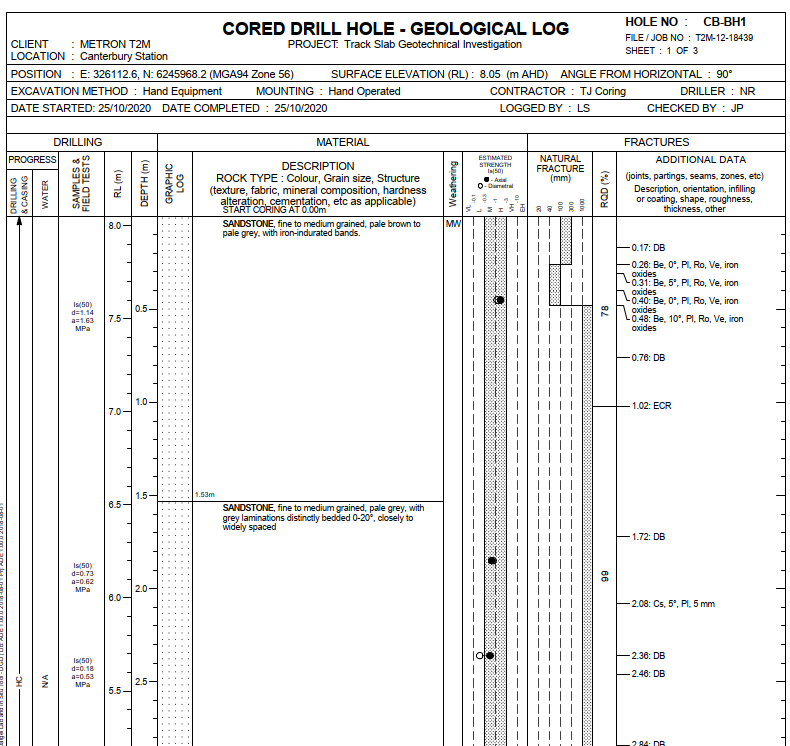 CORED DRILL HOLE - GEOLOGICAL LOG
HOLE NO : CB-BH1
FILE / JOB NO : T2M-12-18439
SHEET : 1 OF 3
CLIENT : METRON T2M
PROJECT: Track Slab Geotechnical Investigation
LOCATION : Canterbury Station
POSITION : E: 326112.6, N: 6245968.2 (MGA94 Zone 56) SURFACE ELEVATION (RL) : 8.05 (m AHD) ANGLE FROM HORIZONTAL : 90°
EXCAVATION METHOD : Hand Equipment MOUNTING : Hand Operated CONTRACTOR : TJ Coring DRILLER : NR
DATE STARTED: 25/10/2020 DATE COMPLETED : 25/10/2020 LOGGED BY : LS CHECKED BY : JP
DRILLING MATERIAL FRACTURES
PROGRESS
DRILLING
& CASING
WATER
SAMPLES &
FIELD TESTS
RL (m)
DEPTH (m)
GRAPHIC
LOG
DESCRIPTION
ROCK TYPE : Colour, Grain size, Structure
(texture, fabric, mineral composition, hardness
alteration, cementation, etc as applicable)
START CORING AT 0.00m
Weathering
ESTIMATED
STRENGTH
Is(50)
- Axial
- Diametral
VL -0.1
L -0.3
M -1
H -3
VH -10
EH
NATURAL
FRACTURE
(mm)
20
40
100
300
1000
RQD (%)
ADDITIONAL DATA
(joints, partings, seams, zones, etc)
Description, orientation, infilling
or coating, shape, roughness,
thickness, other
8.0
SANDSTONE, fine to medium grained, pale brown to
pale grey, with iron-indurated bands.
MW
0.17: DB
0.26: Be, 0°, Pl, Ro, Ve, iron
oxides
0.31: Be, 5°, Pl, Ro, Ve, iron
oxides
0.40: Be, 0°, Pl, Ro, Ve, iron
oxides
0.48: Be, 10°, Pl, Ro, Ve, iron
oxides
Is(50)
d=1.14
a=1.63
MPa
0.5
7.5
78
0.76: DB
1.0
7.0
1.02: ECR
1.5
1.53m
6.5
SANDSTONE, fine to medium grained, pale grey, with
grey laminations distinctly bedded 0-20°, closely to
widely spaced
1.72: DB
Is(50)
d=0.73
a=0.62
MPa
2.0
6.0
99
2.08: Cs, 5°, Pl, 5 mm
2.36: DB
2.46: DB
Is(50)
d=0.18
a=0.53
MPa
HC
N/A
2.5
5.5
2.84: DB